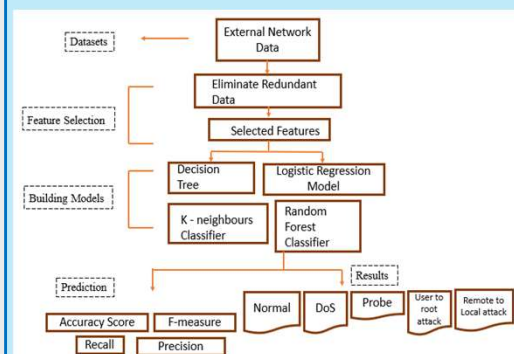 Datasets
External Network
Data
Eliminate Redundant
Data
Feature Selection
Selected Features
Decision
Tree
Logistic Regression
Model
Building Models
K - neighbours
Classifier
Random
Forest
Classifier
Prediction
Results
Accuracy Score
F-measure
Recall
Precision
Normal
DoS
Probe
User to
root
attack
Remote to
Local attack